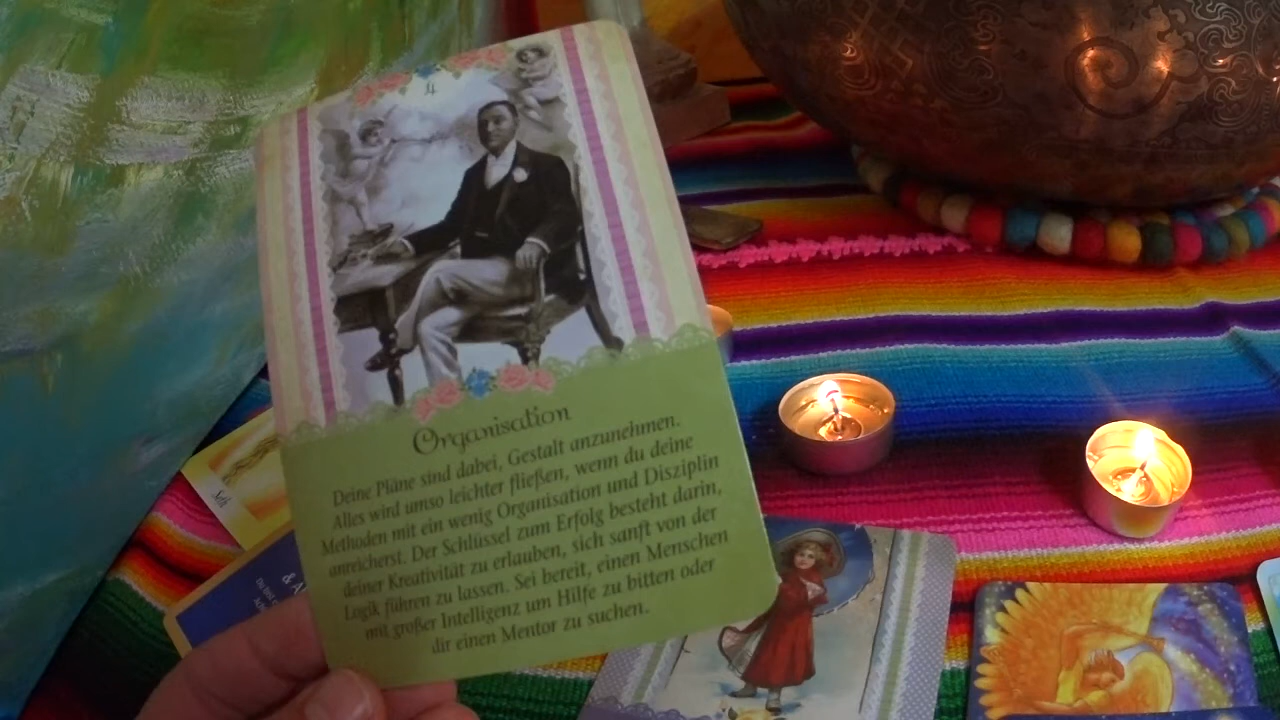 4
Organisation
Deine Pläne sind dabei, Gestalt anzunehmen.
Alles wird umso leichter fließen, wenn du deine
Methoden mit ein wenig Organisation und Disziplin
anreicherst. Der Schlüssel zum Erfolg besteht darin,
deiner Kreativität zu erlauben, sich sanft von der
Logik führen zu lassen. Sei bereit, einen Menschen
mit großer Intelligenz um Hilfe zu bitten oder
dir einen Mentor zu suchen.
& A